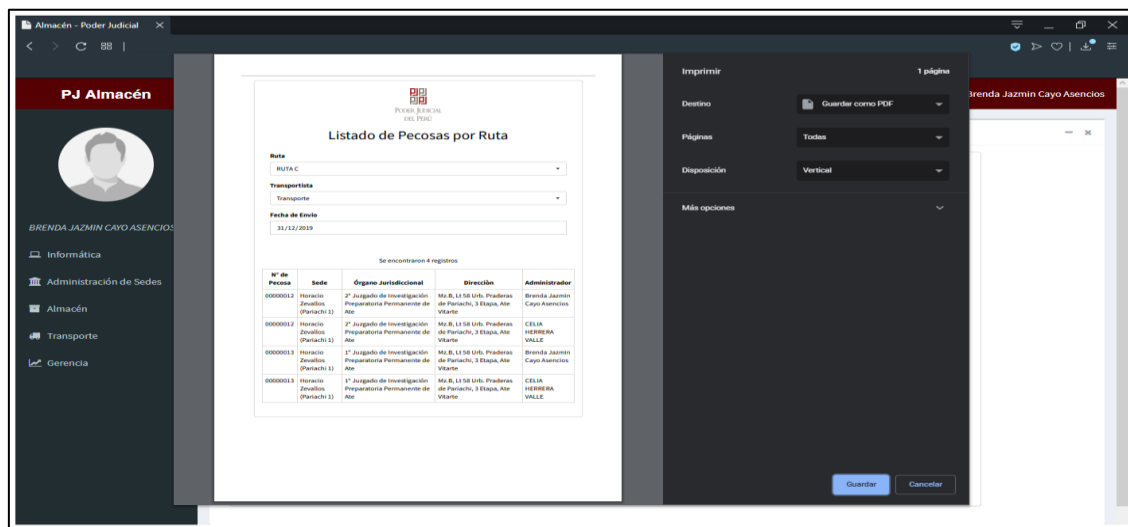 Almacén - Poder Judicial
PJ Almacén
BRENDA JAZMIN CAYO ASENCIOS
Informática
Administración de Sedes
Almacén
Transporte
Gerencia
PODER JUDICIAL
DEL PERÚ
Listado de Pecosas por Ruta
Ruta
RUTA C
Transportista
Transporte
Fecha de Envio
31/12/2019
Se encontraron 4 registros
N° de Pecosa Sede Órgano Jurisdiccional Direcciòn Administrador
00000012 Horacio 2° Juzgado de Investigación Mz.B, Lt 58 Urb. Praderas Brenda Jazmin
Zevallos Preparatoria Permanente de de Pariachi, 3 Etapa, Ate Cayo Asencios
(Pariachi 1) Ate Vitarte
00000012 Horacio 2° Juzgado de Investigación Mz.B, Lt 58 Urb. Praderas CELIA
Zevallos Preparatoria Permanente de de Pariachi, 3 Etapa, Ate HERRERA
(Pariachi 1) Ate Vitarte VALLE
00000013 Horacio 1° Juzgado de Investigación Mz.B, Lt 58 Urb. Praderas Brenda Jazmin
Zevallos Preparatoria Permanente de de Pariachi, 3 Etapa, Ate Cayo Asencios
(Pariachi 1) Ate Vitarte
00000013 Horacio 1° Juzgado de Investigación Mz.B, Lt 58 Urb. Praderas CELIA
Zevallos Preparatoria Permanente de de Pariachi, 3 Etapa, Ate HERRERA
(Pariachi 1) Ate Vitarte VALLE
Imprimir 1 página
Destino Guardar como PDF
Páginas Todas
Disposición Vertical
Más opciones
Guardar Cancelar
Brenda Jazmin Cayo Asencios